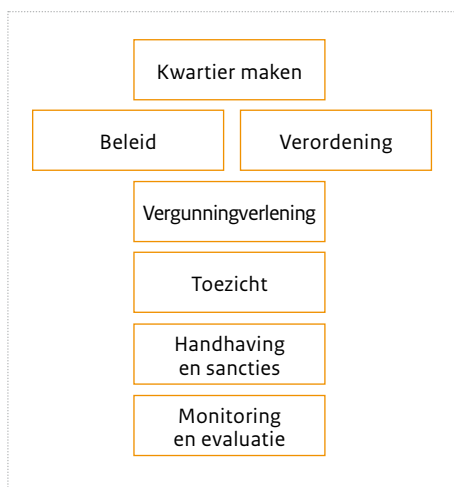 Kwartier maken
Beleid
Verordening
Vergunningverlening
Toezicht
Handhaving
en sancties
Monitoring
en evaluatie